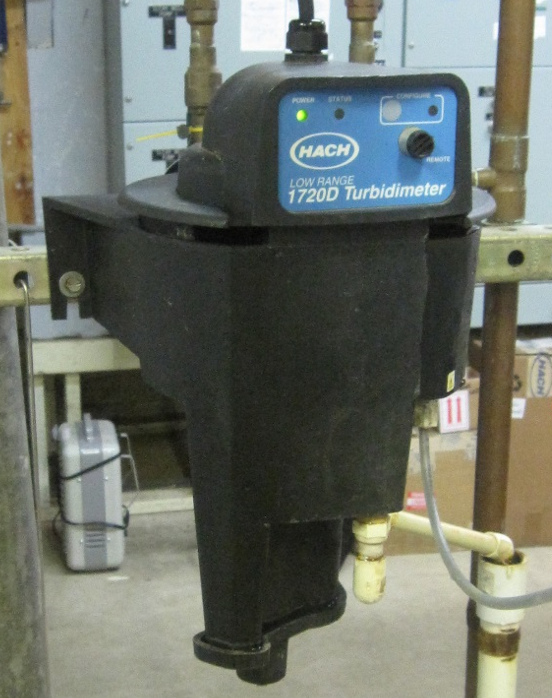 POWER STATUS CONFIGURE
HACH
REMOTE
LOW RANGE
1720D Turbidimeter
HACH